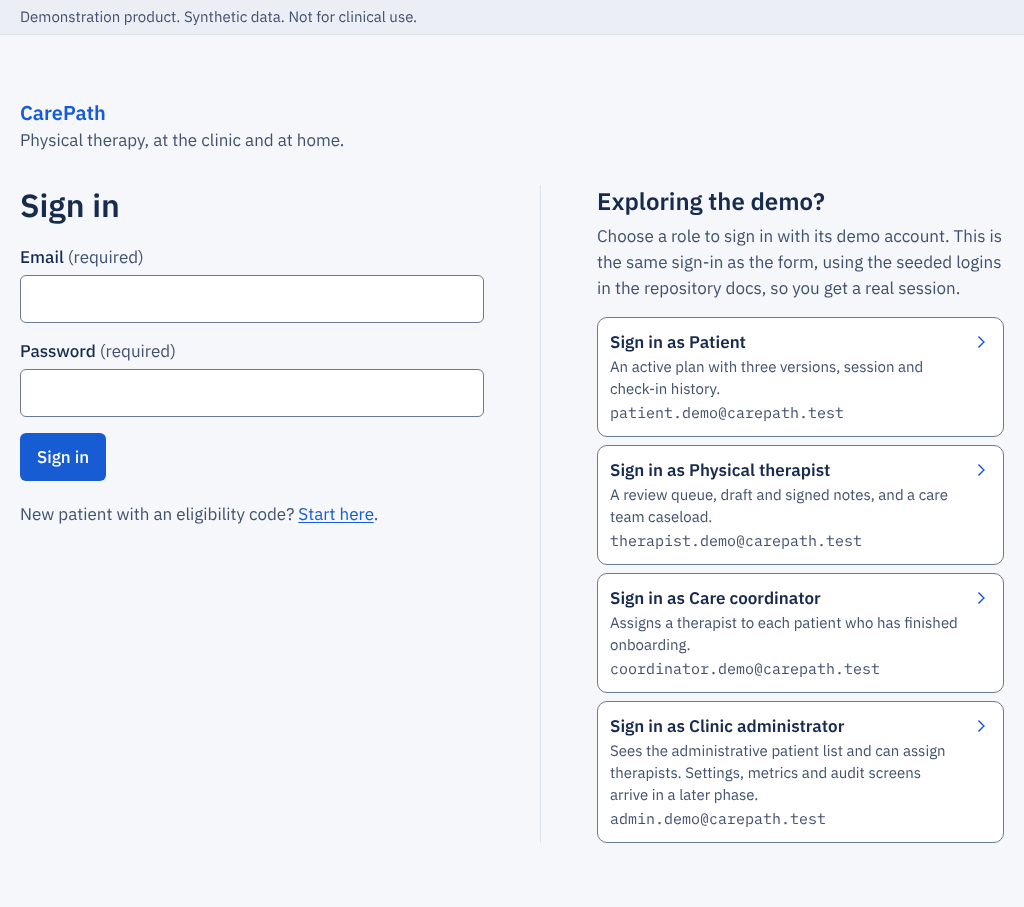 Demonstration product. Synthetic data. Not for clinical use.
CarePath
Physical therapy, at the clinic and at home.
Sign in
Email (required)
Password (required)
Sign in
New patient with an eligibility code? Start here.
Exploring the demo?
Choose a role to sign in with its demo account. This is
the same sign-in as the form, using the seeded logins
in the repository docs, so you get a real session.
Sign in as Patient
An active plan with three versions, session and
check-in history.
patient.demo@carepath.test
Sign in as Physical therapist
A review queue, draft and signed notes, and a care
team caseload.
therapist.demo@carepath.test
Sign in as Care coordinator
Assigns a therapist to each patient who has finished
onboarding.
coordinator.demo@carepath.test
Sign in as Clinic administrator
Sees the administrative patient list and can assign
therapists. Settings, metrics and audit screens
arrive in a later phase.
admin.demo@carepath.test